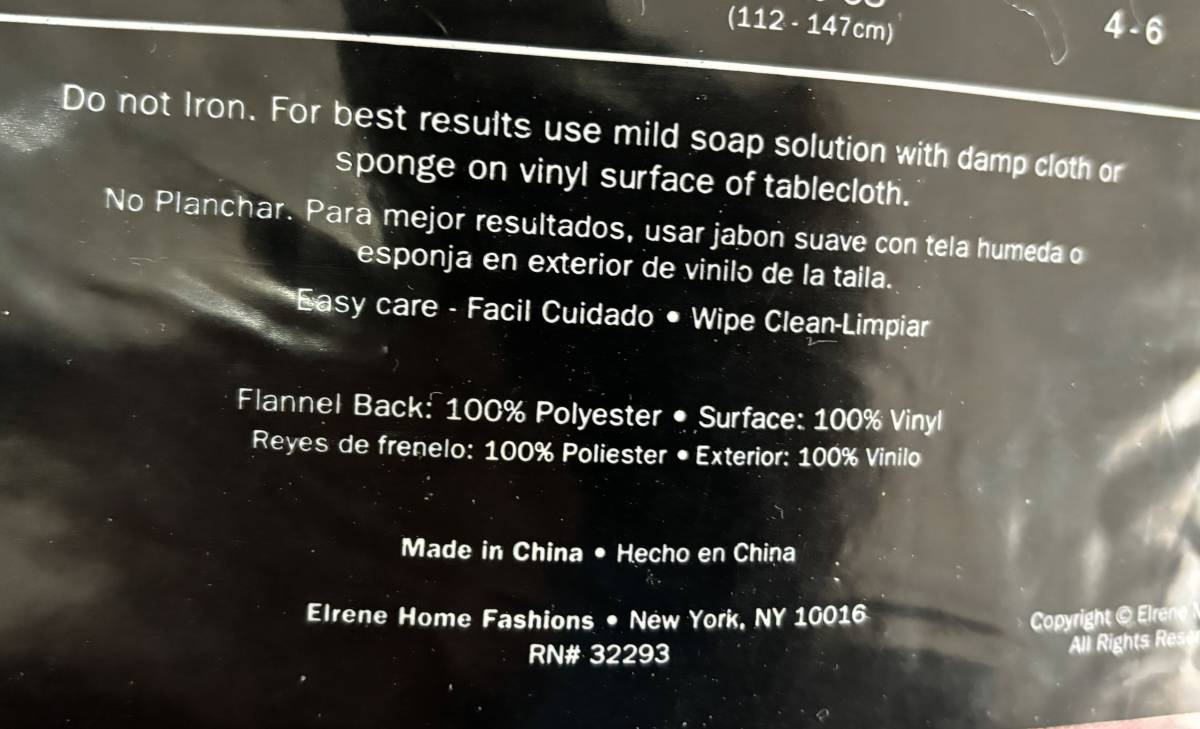 (112 - 147cm)
4-6
Do not Iron. For best results use mild soap solution with damp cloth or
sponge on vinyl surface of tablecloth.
No Planchar. Para mejor resultados, usar jabon suave con tela humeda o
esponja en exterior de vinilo de la taila.
Easy care - Facil Cuidado • Wipe Clean-Limpiar
Flannel Back: 100% Polyester • Surface: 100% Vinyl
Reyes de frenelo: 100% Poliester • Exterior: 100% Vinilo
Made in China • Hecho en China
Elrene Home Fashions • New York, NY 10016
RN# 32293
Copyright © Elrene
All Rights